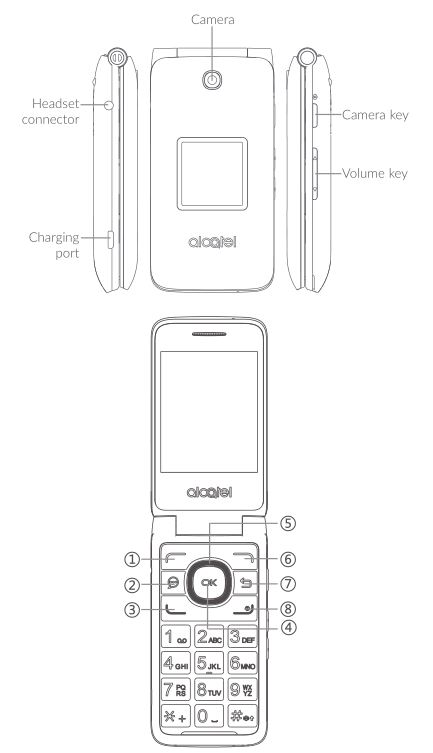 Camera
Headset
connector
Camera key
Volume key
Charging
port
alcatel
alcatel
⑤
①
⑥
②
OK
⑦
③
⑧
④
1 2 ABC 3 DEF
4 GHI 5 JKL 6 MNO
7 PQRS 8 TUV 9 WXYZ
* + 0 #